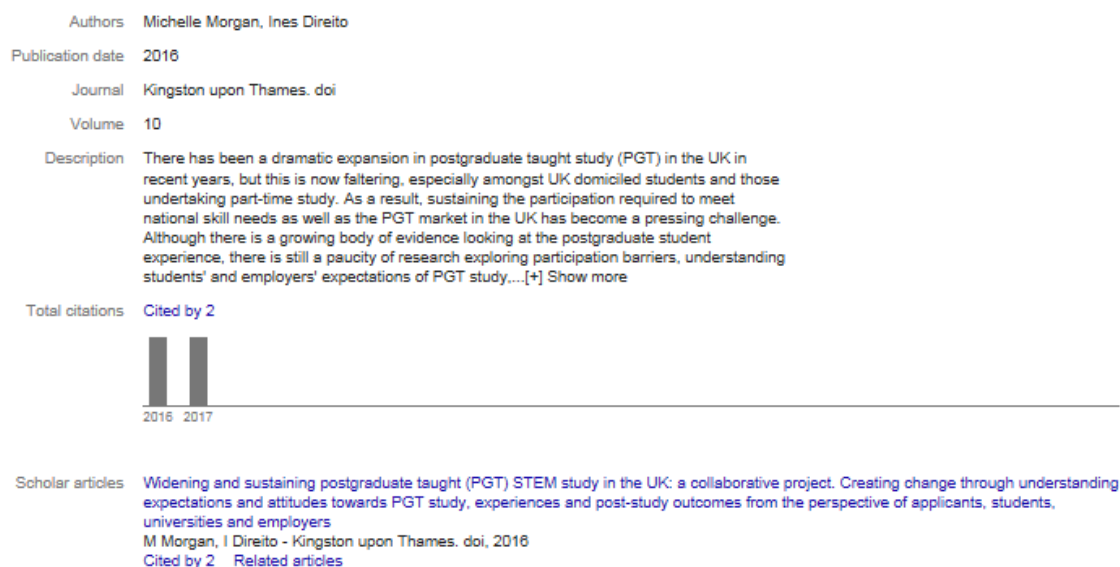 Authors Michelle Morgan, Ines Direito
Publication date 2016
Journal Kingston upon Thames. doi
Volume 10
Description There has been a dramatic expansion in postgraduate taught study (PGT) in the UK in
recent years, but this is now faltering, especially amongst UK domiciled students and those
undertaking part-time study. As a result, sustaining the participation required to meet
national skill needs as well as the PGT market in the UK has become a pressing challenge.
Although there is a growing body of evidence looking at the postgraduate student
experience, there is still a paucity of research exploring participation barriers, understanding
students' and employers' expectations of PGT study,...[+] Show more
Total citations Cited by 2
2016 2017
Scholar articles Widening and sustaining postgraduate taught (PGT) STEM study in the UK: a collaborative project. Creating change through understanding
expectations and attitudes towards PGT study, experiences and post-study outcomes from the perspective of applicants, students,
universities and employers
M Morgan, I Direito - Kingston upon Thames. doi, 2016
Cited by 2 Related articles